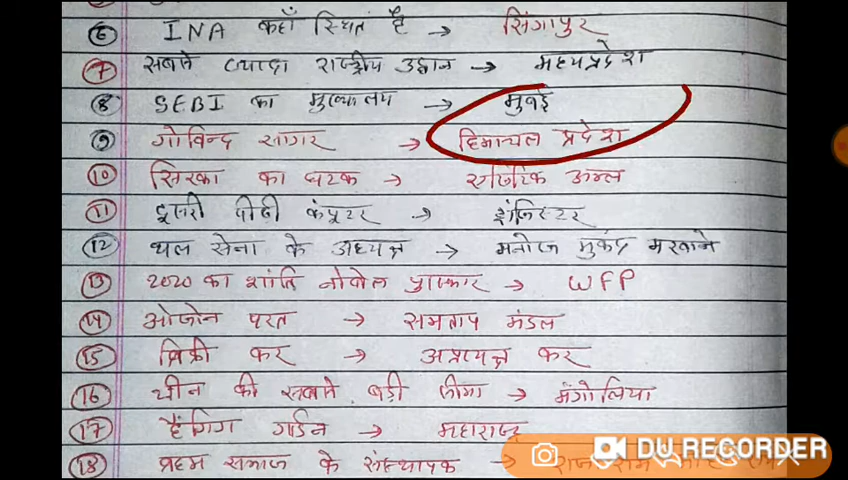 6 INA कहाँ स्थित है → सिंगापुर
7 सबसे ज्यादा राष्ट्रीय उद्यान → मध्यप्रदेश
8 SEBI का मुख्यालय → मुंबई
9 गोविन्द सागर → हिमाचल प्रदेश
10 सिरका का घटक → एसिटिक अम्ल
11 दूसरी पीढी कंप्यूटर →
12 थल सेना के अध्यक्ष → मनोज मुकंद नरवाने
13 2020 का शांति नोबेल पुरस्कार → WFP
14 ओजोन परत → समताप मंडल
15 बिक्री कर → अप्रत्यक्ष कर
16 चीन की सबसे बड़ी सीमा → मंगोलिया
17 हैंगिंग गार्डन → महाराष्ट्र
DU RECORDER
18 ब्रह्म समाज के संस्थापक → राजा राम